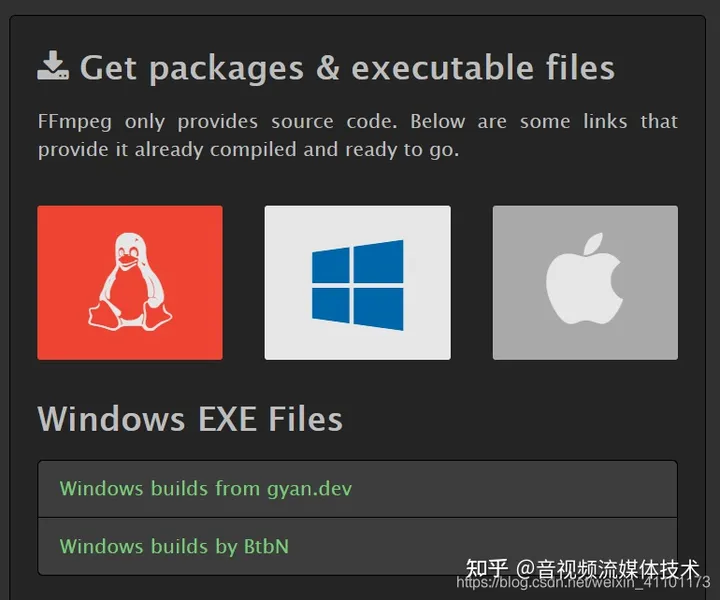 Get packages & executable files
FFmpeg only provides source code. Below are some links that
provide it already compiled and ready to go.
Windows EXE Files
Windows builds from gyan.dev
Windows builds by BtbN
知乎 @音视频流媒体技术
https://blog.csdn.net/weixin_41101173